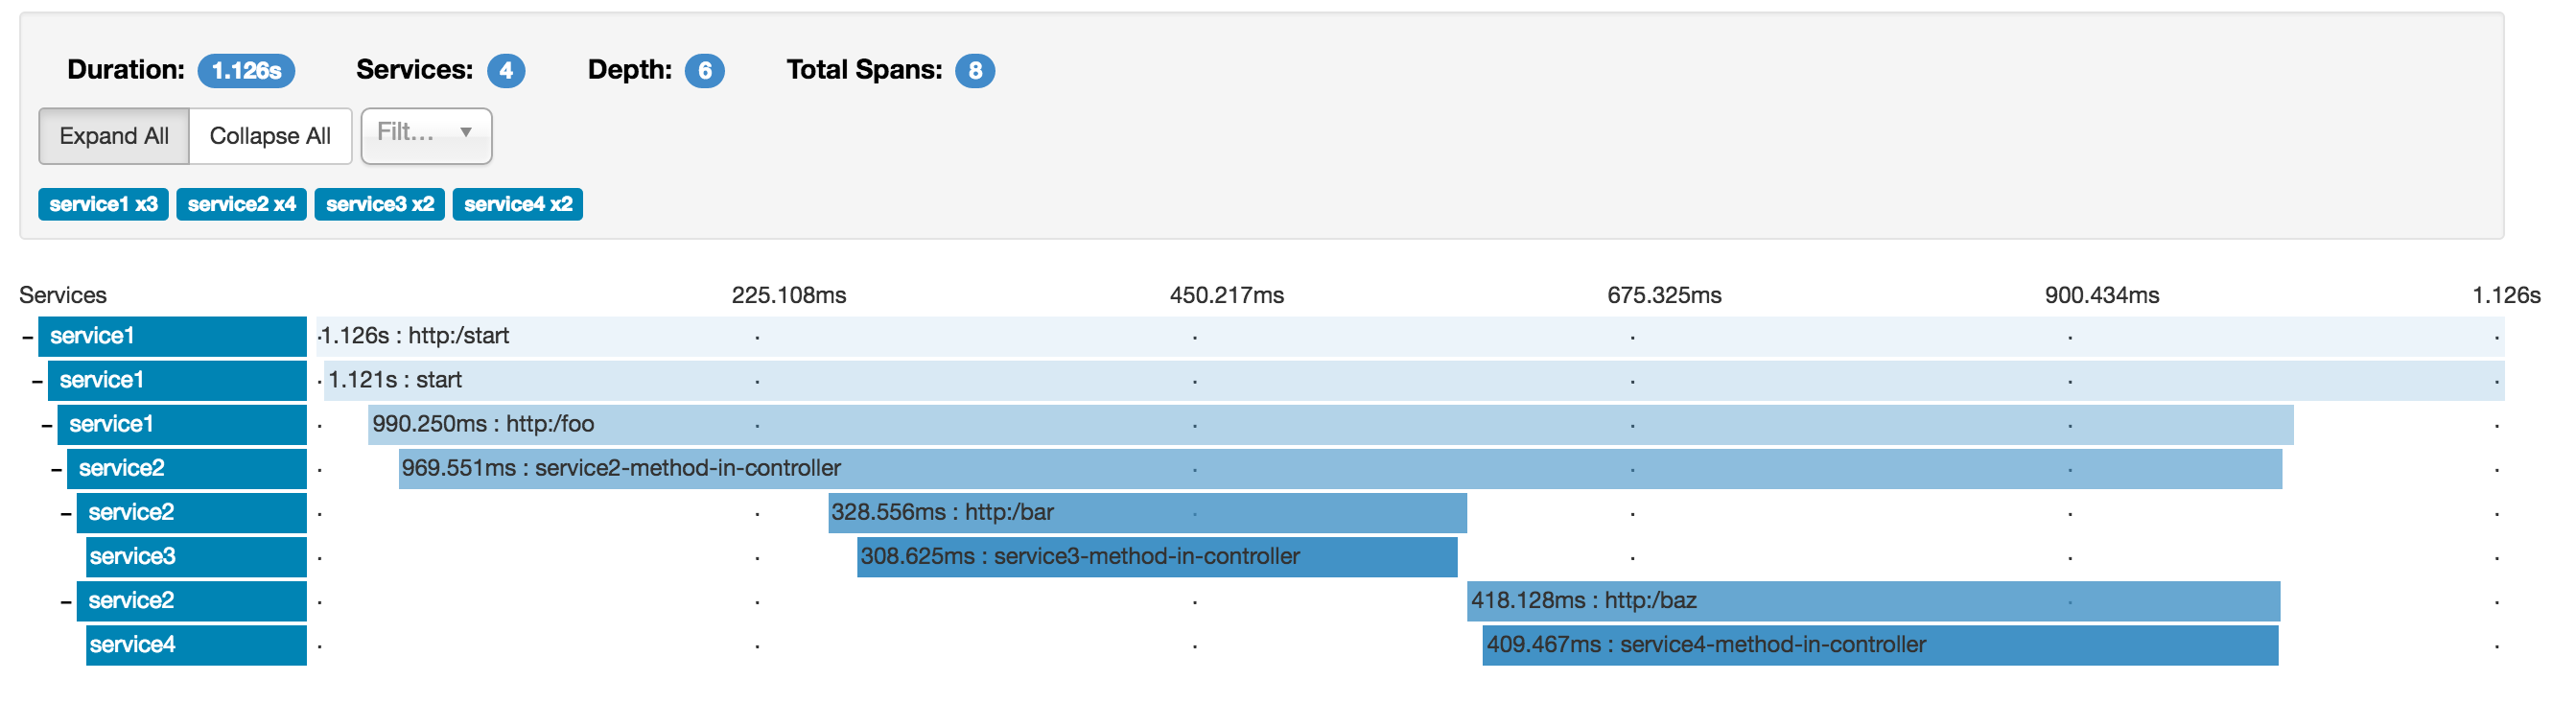 Duration: 1.126s Services: 4 Depth: 6 Total Spans: 8
Expand All Collapse All Filt...
service1 x3 service2 x4 service3 x2 service4 x2
Services 225.108ms 450.217ms 675.325ms 900.434ms 1.126s
service1 1.126s : http:/start
service1 1.121s : start
service1 990.250ms : http:/foo
service2 969.551ms : service2-method-in-controller
service2 328.556ms : http:/bar
service3 308.625ms : service3-method-in-controller
service2 418.128ms : http:/baz
service4 409.467ms : service4-method-in-controller